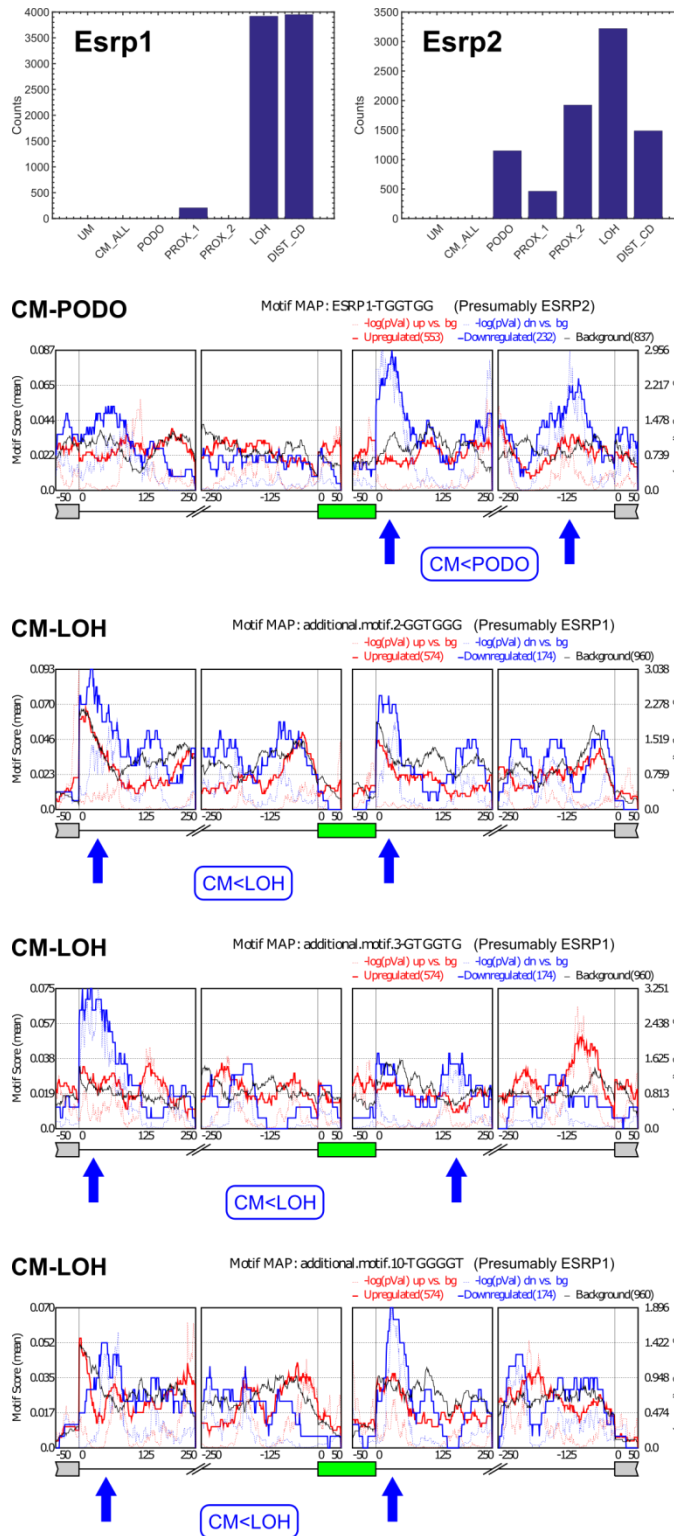 Esrp1
Counts
4000
3500
3000
2500
2000
1500
1000
500
0
UM
CM_ALL
PODO
PROX_1
PROX_2
LOH
DIST_CD
Esrp2
Counts
3500
3000
2500
2000
1500
1000
500
0
UM
CM_ALL
PODO
PROX_1
PROX_2
LOH
DIST_CD
CM-PODO
Motif MAP: ESRP1-TGGTGG (Presumably ESRP2)
-log(pVal) up vs. bg -log(pVal) dn vs. bg
Upregulated(553) Downregulated(232) Background(837)
Motif Score (mean)
0.087 2.956
0.065 2.217
0.044 1.478
0.022 0.739
0.0 0.0
-50 0 125 250 -250 -125 0 50 -50 0 125 250 -250 -125 0 50
CM<PODO
CM-LOH
Motif MAP: additional.motif.2-GGTGGG (Presumably ESRP1)
-log(pVal) up vs. bg -log(pVal) dn vs. bg
Upregulated(574) Downregulated(174) Background(960)
Motif Score (mean)
0.093 3.038
0.070 2.278
0.046 1.519
0.023 0.759
0.0 0.0
-50 0 125 250 -250 -125 0 50 -50 0 125 250 -250 -125 0 50
CM<LOH
CM-LOH
Motif MAP: additional.motif.3-GTGGTG (Presumably ESRP1)
-log(pVal) up vs. bg -log(pVal) dn vs. bg
Upregulated(574) Downregulated(174) Background(960)
Motif Score (mean)
0.075 3.251
0.057 2.438
0.038 1.625
0.019 0.813
0.0 0.0
-50 0 125 250 -250 -125 0 50 -50 0 125 250 -250 -125 0 50
CM<LOH
CM-LOH
Motif MAP: additional.motif.10-TGGGGT (Presumably ESRP1)
-log(pVal) up vs. bg -log(pVal) dn vs. bg
Upregulated(574) Downregulated(174) Background(960)
Motif Score (mean)
0.070 1.896
0.052 1.422
0.035 0.948
0.017 0.474
0.0 0.0
-50 0 125 250 -250 -125 0 50 -50 0 125 250 -250 -125 0 50
CM<LOH